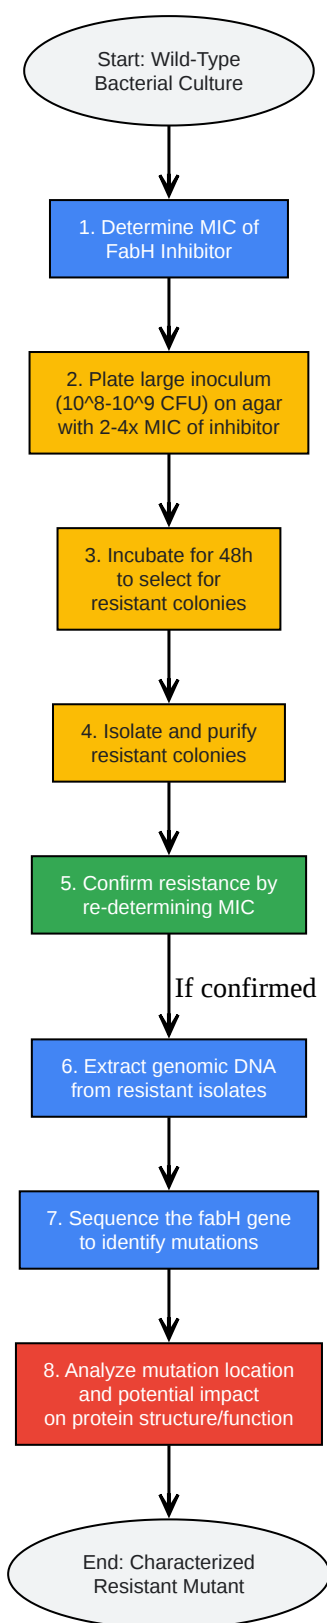 Start: Wild-Type
Bacterial Culture
1. Determine MIC of
FabH Inhibitor
2. Plate large inoculum
(10^8-10^9 CFU) on agar
with 2-4x MIC of inhibitor
3. Incubate for 48h
to select for
resistant colonies
4. Isolate and purify
resistant colonies
5. Confirm resistance by
re-determining MIC
If confirmed
6. Extract genomic DNA
from resistant isolates
7. Sequence the fabH gene
to identify mutations
8. Analyze mutation location
and potential impact
on protein structure/function
End: Characterized
Resistant Mutant